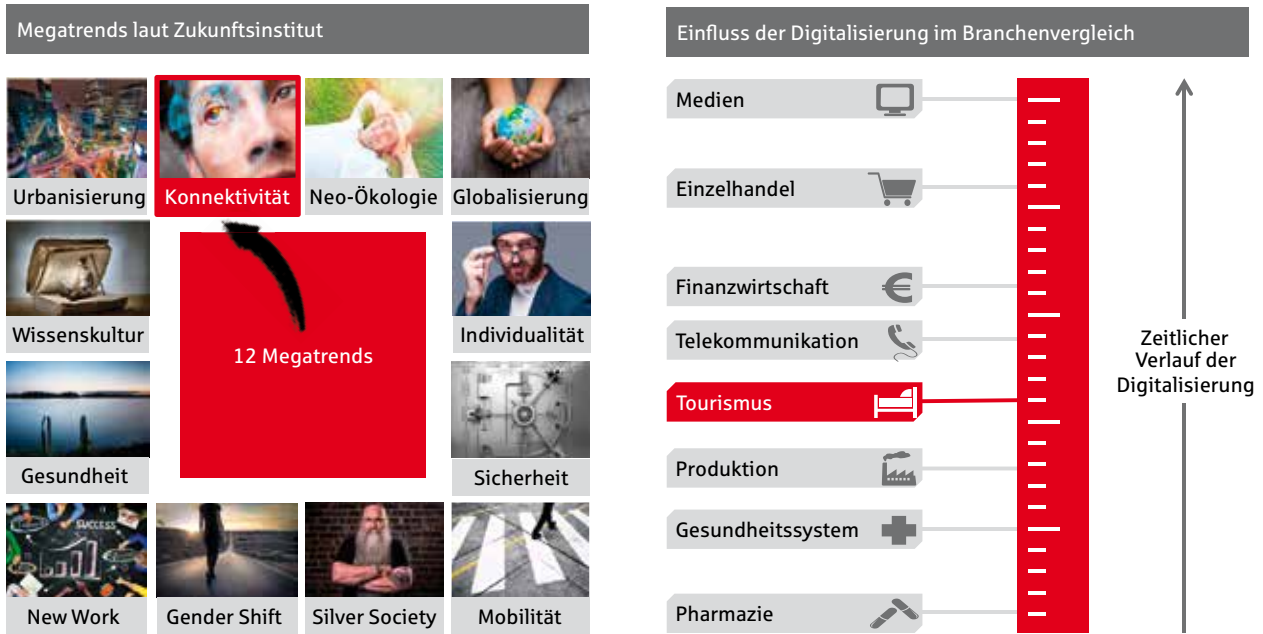 Megatrends laut Zukunftsinstitut
Urbanisierung
Konnektivität
Neo-Ökologie
Globalisierung
Wissenskultur
12 Megatrends
Individualität
Gesundheit
Sicherheit
SUCCESS
New Work
Gender Shift
Silver Society
Mobilität
Einfluss der Digitalisierung im Branchenvergleich
Medien
Einzelhandel
Finanzwirtschaft
Telekommunikation
Tourismus
Produktion
Gesundheitssystem
Pharmazie
Zeitlicher
Verlauf der
Digitalisierung